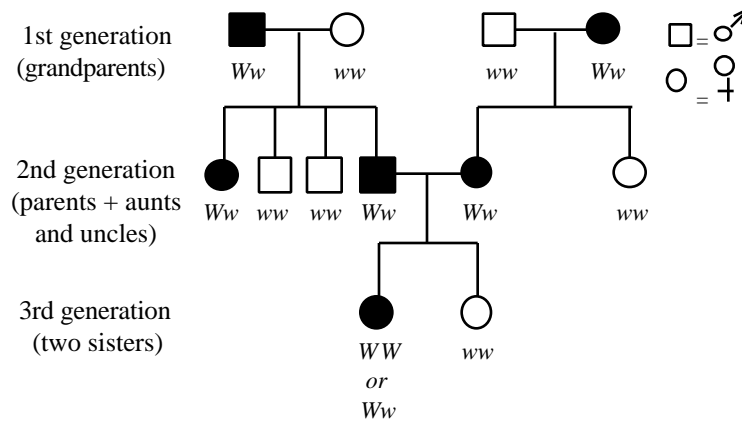 1st generation
(grandparents)
Ww
ww
ww
Ww
=
=
2nd generation
(parents + aunts
and uncles)
Ww
ww
ww
Ww
Ww
ww
3rd generation
(two sisters)
WW
or
Ww
ww